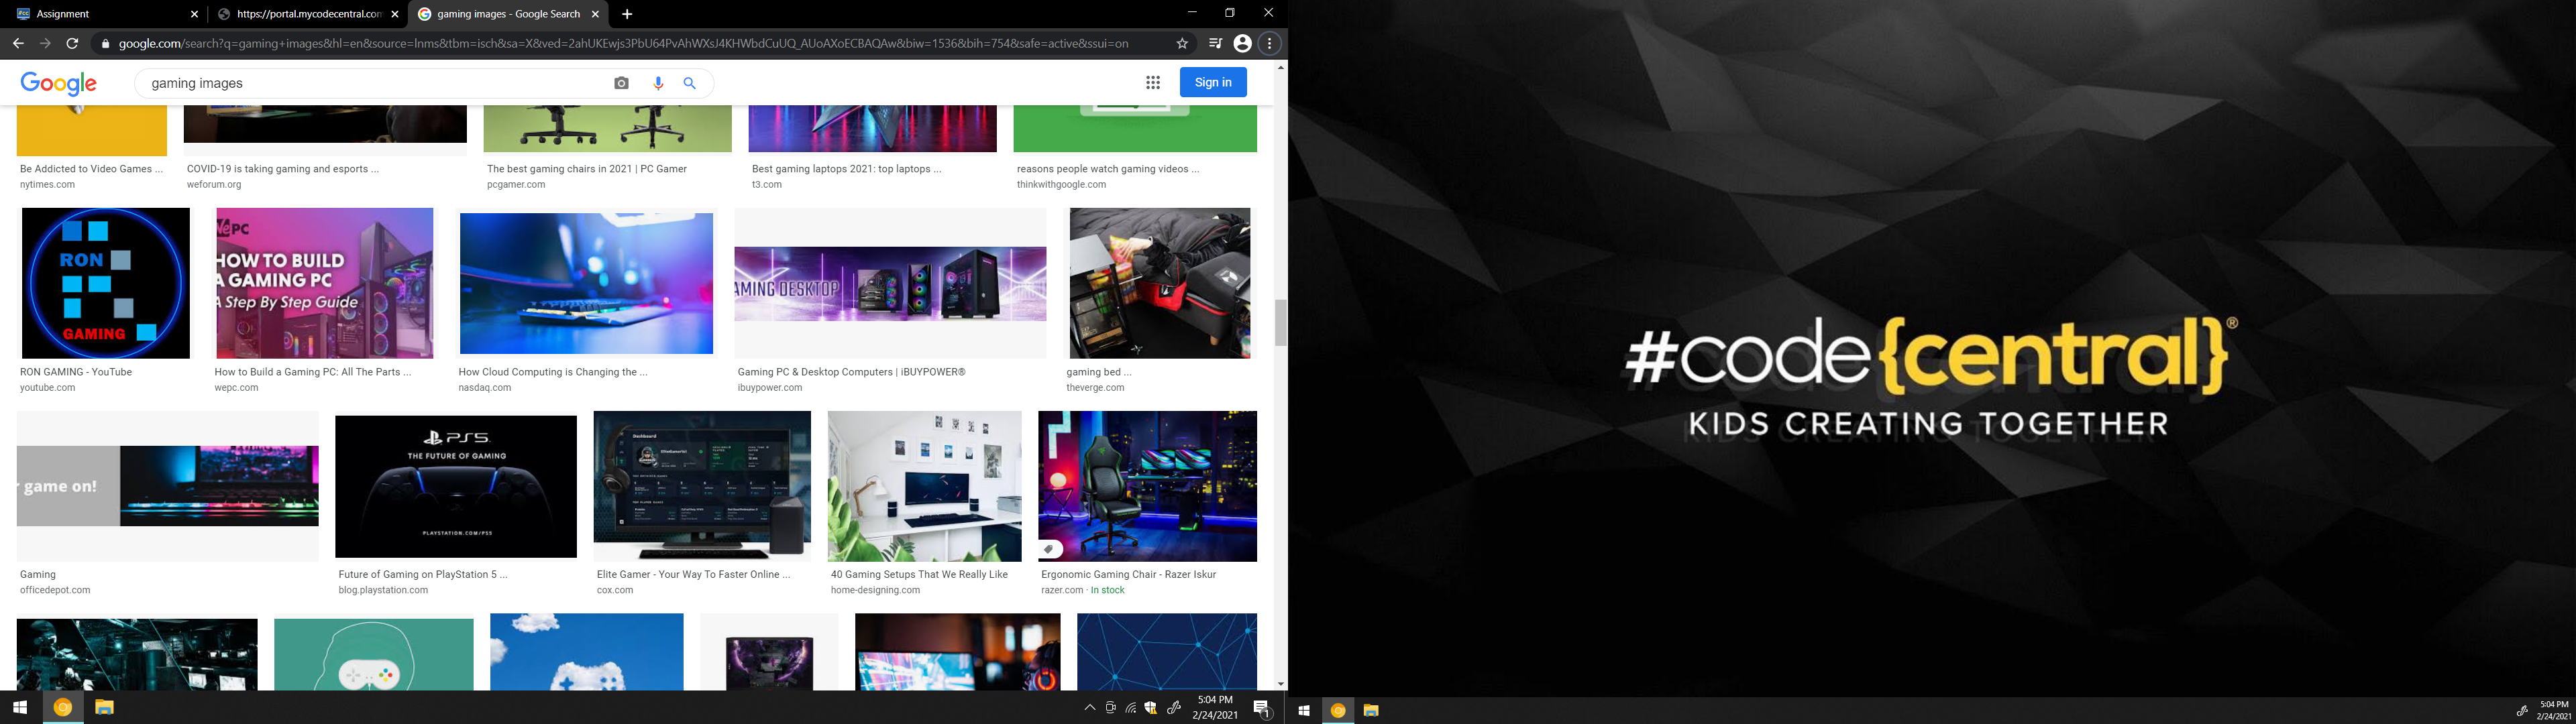 Assignment
https://portal.mycodecentral.com
gaming images - Google Search
google.com/search?q=gaming+images&hl=en&source=lnms&tbm=isch&sa=X&ved=2ahUKEwjs3PbU64PvAhWXsJ4KHWbdCuUQ_AUoAXoECBAQAw&biw=1536&bih=754&safe=active&ssui=on
Google
gaming images
Sign in
Be Addicted to Video Games ...
nytimes.com
COVID-19 is taking gaming and esports ...
weforum.org
The best gaming chairs in 2021 | PC Gamer
pcgamer.com
Best gaming laptops 2021: top laptops ...
t3.com
reasons people watch gaming videos ...
thinkwithgoogle.com
RON
GAMING
RON GAMING - YouTube
youtube.com
PC
HOW TO BUILD
A GAMING PC
A Step By Step Guide
How to Build a Gaming PC: All The Parts ...
wepc.com
How Cloud Computing is Changing the ...
nasdaq.com
AMING DESKTOP
Gaming PC & Desktop Computers | iBUYPOWER®
ibuypower.com
gaming bed ...
theverge.com
r game on!
Gaming
officedepot.com
PS5
THE FUTURE OF GAMING
PLAYSTATION.COM/PS5
Future of Gaming on PlayStation 5 ...
blog.playstation.com
Dashboard
Elite Gamer - Your Way To Faster Online ...
cox.com
40 Gaming Setups That We Really Like
home-designing.com
Ergonomic Gaming Chair - Razer Iskur
razer.com · In stock
5:04 PM
2/24/2021
1
#code{central}®
KIDS CREATING TOGETHER
5:04 PM
2/24/2021